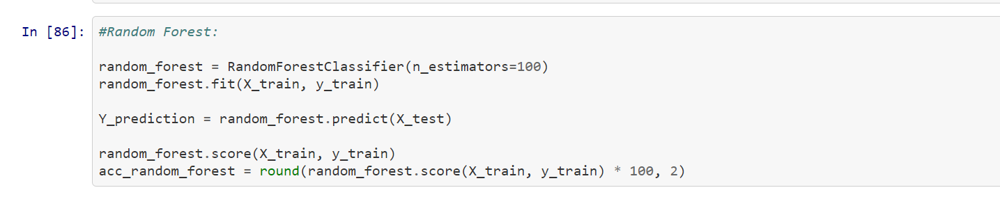 In [86]: #Random Forest:
random_forest = RandomForestClassifier(n_estimators=100)
random_forest.fit(X_train, y_train)
Y_prediction = random_forest.predict(X_test)
random_forest.score(X_train, y_train)
acc_random_forest = round(random_forest.score(X_train, y_train) * 100, 2)